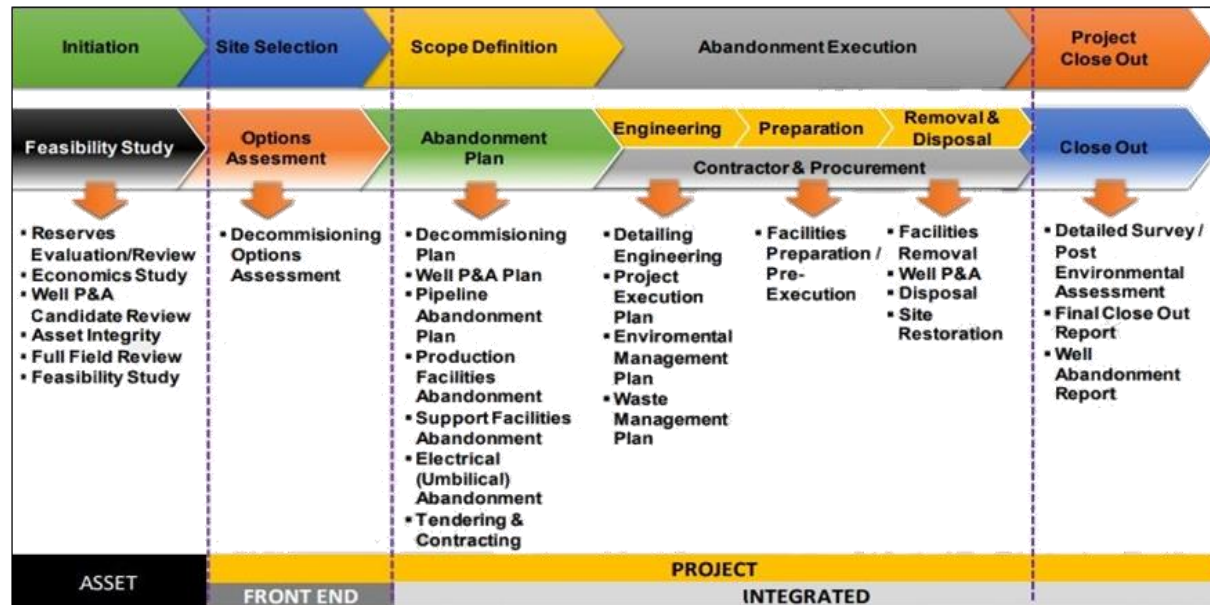 Initiation
Site Selection
Scope Definition
Abandonment Execution
Project
Close Out
Feasibility Study
Options
Assesment
Abandonment
Plan
Engineering
Preparation
Removal &
Disposal
Contractor & Procurement
Close Out
▪ Reserves
Evaluation/Review
▪ Economics Study
▪ Well P&A
Candidate Review
▪ Asset Integrity
▪ Full Field Review
▪ Feasibility Study
▪ Decommisioning
Options
Assessment
▪ Decommisioning
Plan
▪ Well P&A Plan
▪ Pipeline
Abandonment
Plan
▪ Production
Facilities
Abandonment
▪ Support Facilities
Abandonment
▪ Electrical
(Umbilical)
Abandonment
▪ Tendering &
Contracting
▪ Detailing
Engineering
▪ Project
Execution
Plan
▪ Enviromental
Management
Plan
▪ Waste
Management
Plan
▪ Facilities
Preparation /
Pre-
Execution
▪ Facilities
Removal
▪ Well P&A
▪ Disposal
▪ Site
Restoration
▪ Detailed Survey /
Post
Environmental
Assessment
▪ Final Close Out
Report
▪ Well
Abandonment
Report
ASSET
PROJECT
FRONT END
INTEGRATED